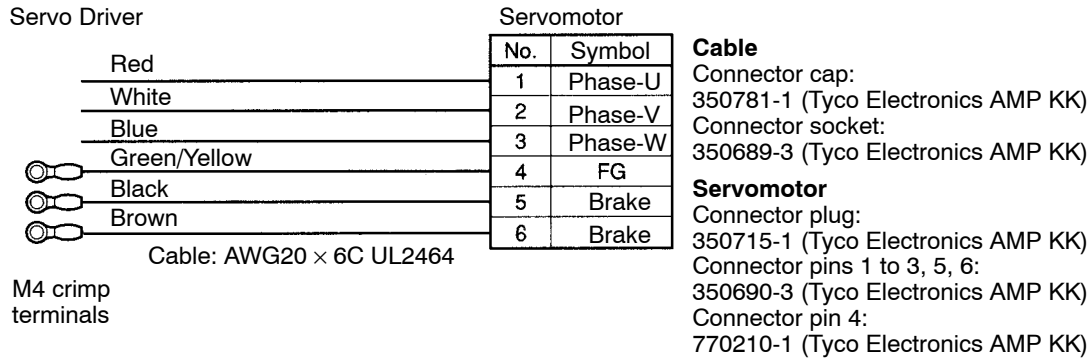 Servo Driver
Servomotor
No. Symbol
Red
1 Phase-U
White
2 Phase-V
Blue
3 Phase-W
Green/Yellow
4 FG
Black
5 Brake
Brown
6 Brake
Cable: AWG20 × 6C UL2464
M4 crimp
terminals
Cable
Connector cap:
350781-1 (Tyco Electronics AMP KK)
Connector socket:
350689-3 (Tyco Electronics AMP KK)
Servomotor
Connector plug:
350715-1 (Tyco Electronics AMP KK)
Connector pins 1 to 3, 5, 6:
350690-3 (Tyco Electronics AMP KK)
Connector pin 4:
770210-1 (Tyco Electronics AMP KK)